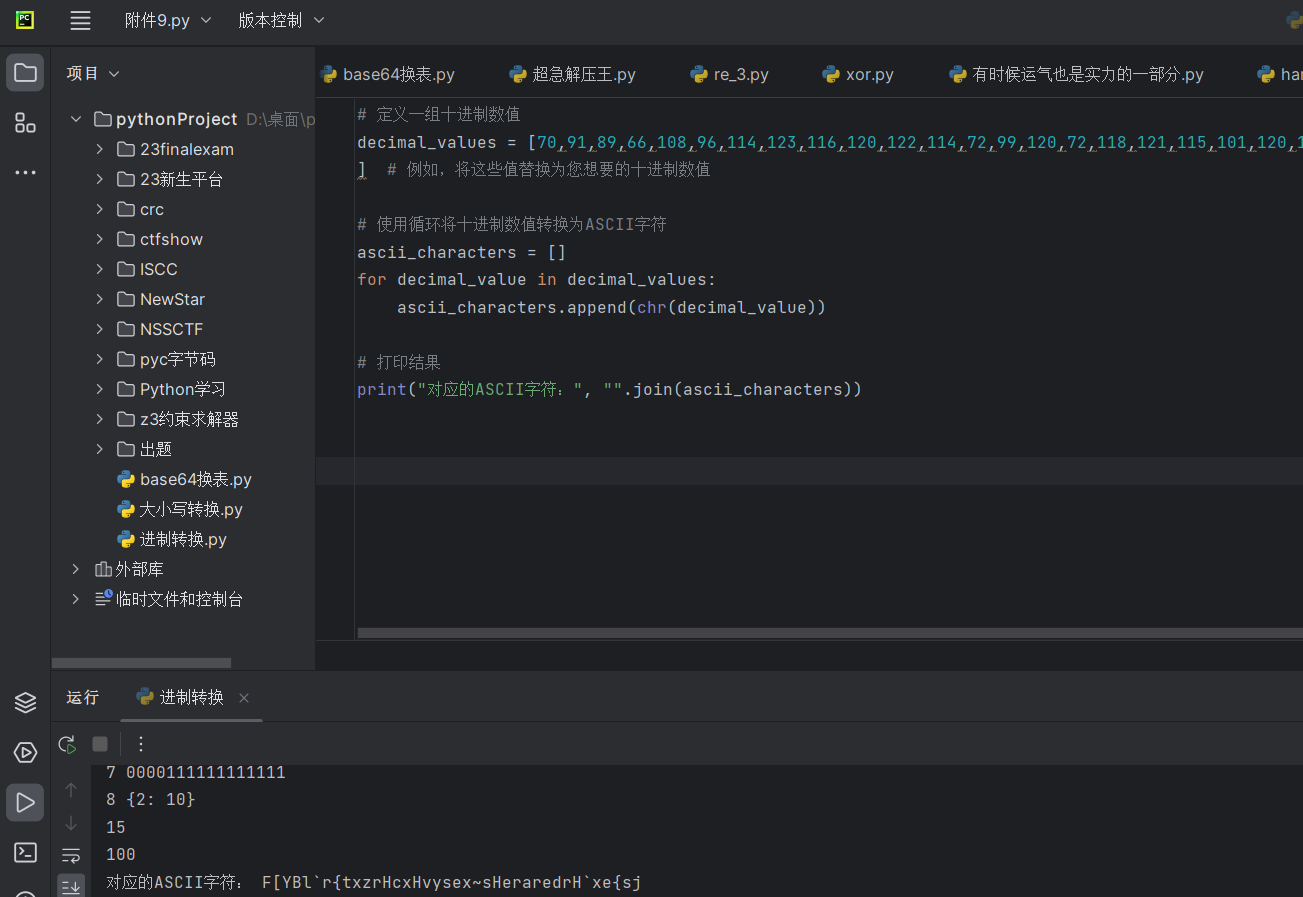 PC
附件9.py
版本控制
项目
base64换表.py
超急解压王.py
re_3.py
xor.py
有时候运气也是实力的一部分.py
pythonProject D:\桌面\p
23finalexam
23新生平台
crc
ctfshow
ISCC
NewStar
NSSCTF
pyc字节码
Python学习
z3约束求解器
出题
base64换表.py
大小写转换.py
进制转换.py
外部库
临时文件和控制台
# 定义一组十进制数值
decimal_values = [70,91,89,66,108,96,114,123,116,120,122,114,72,99,120,72,118,121,115,101,120,1
] # 例如，将这些值替换为您想要的十进制数值
# 使用循环将十进制数值转换为ASCII字符
ascii_characters = []
for decimal_value in decimal_values:
ascii_characters.append(chr(decimal_value))
# 打印结果
print("对应的ASCII字符：", "".join(ascii_characters))
运行
进制转换
7 0000111111111111
8 {2: 10}
15
100
对应的ASCII字符： F[YBl`r{txzrHcxHvysex~sHeraredrH`xe{sj